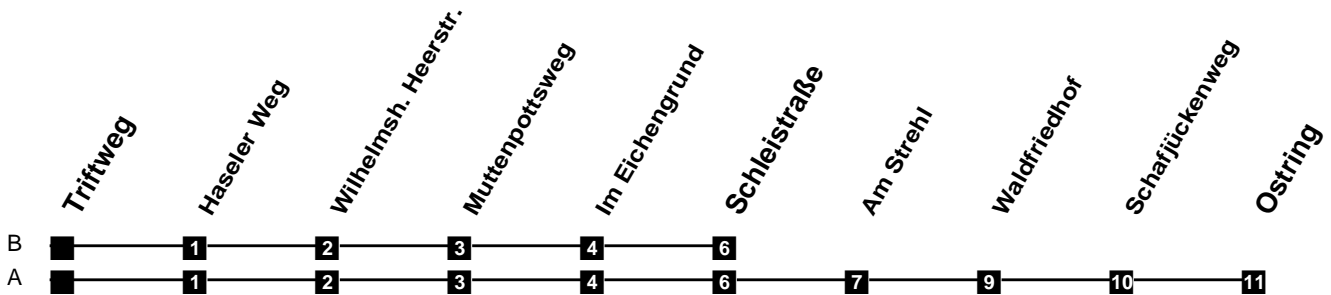 Triftweg
Haseler Weg
Wilhelmsh. Heerstr.
Muttenpottsweg
Im Eichengrund
Schleistraße
Am Strehl
Waldfriedhof
Schafjückenweg
Ostring
B 1 2 3 4 6
A 1 2 3 4 6 7 9 10 11